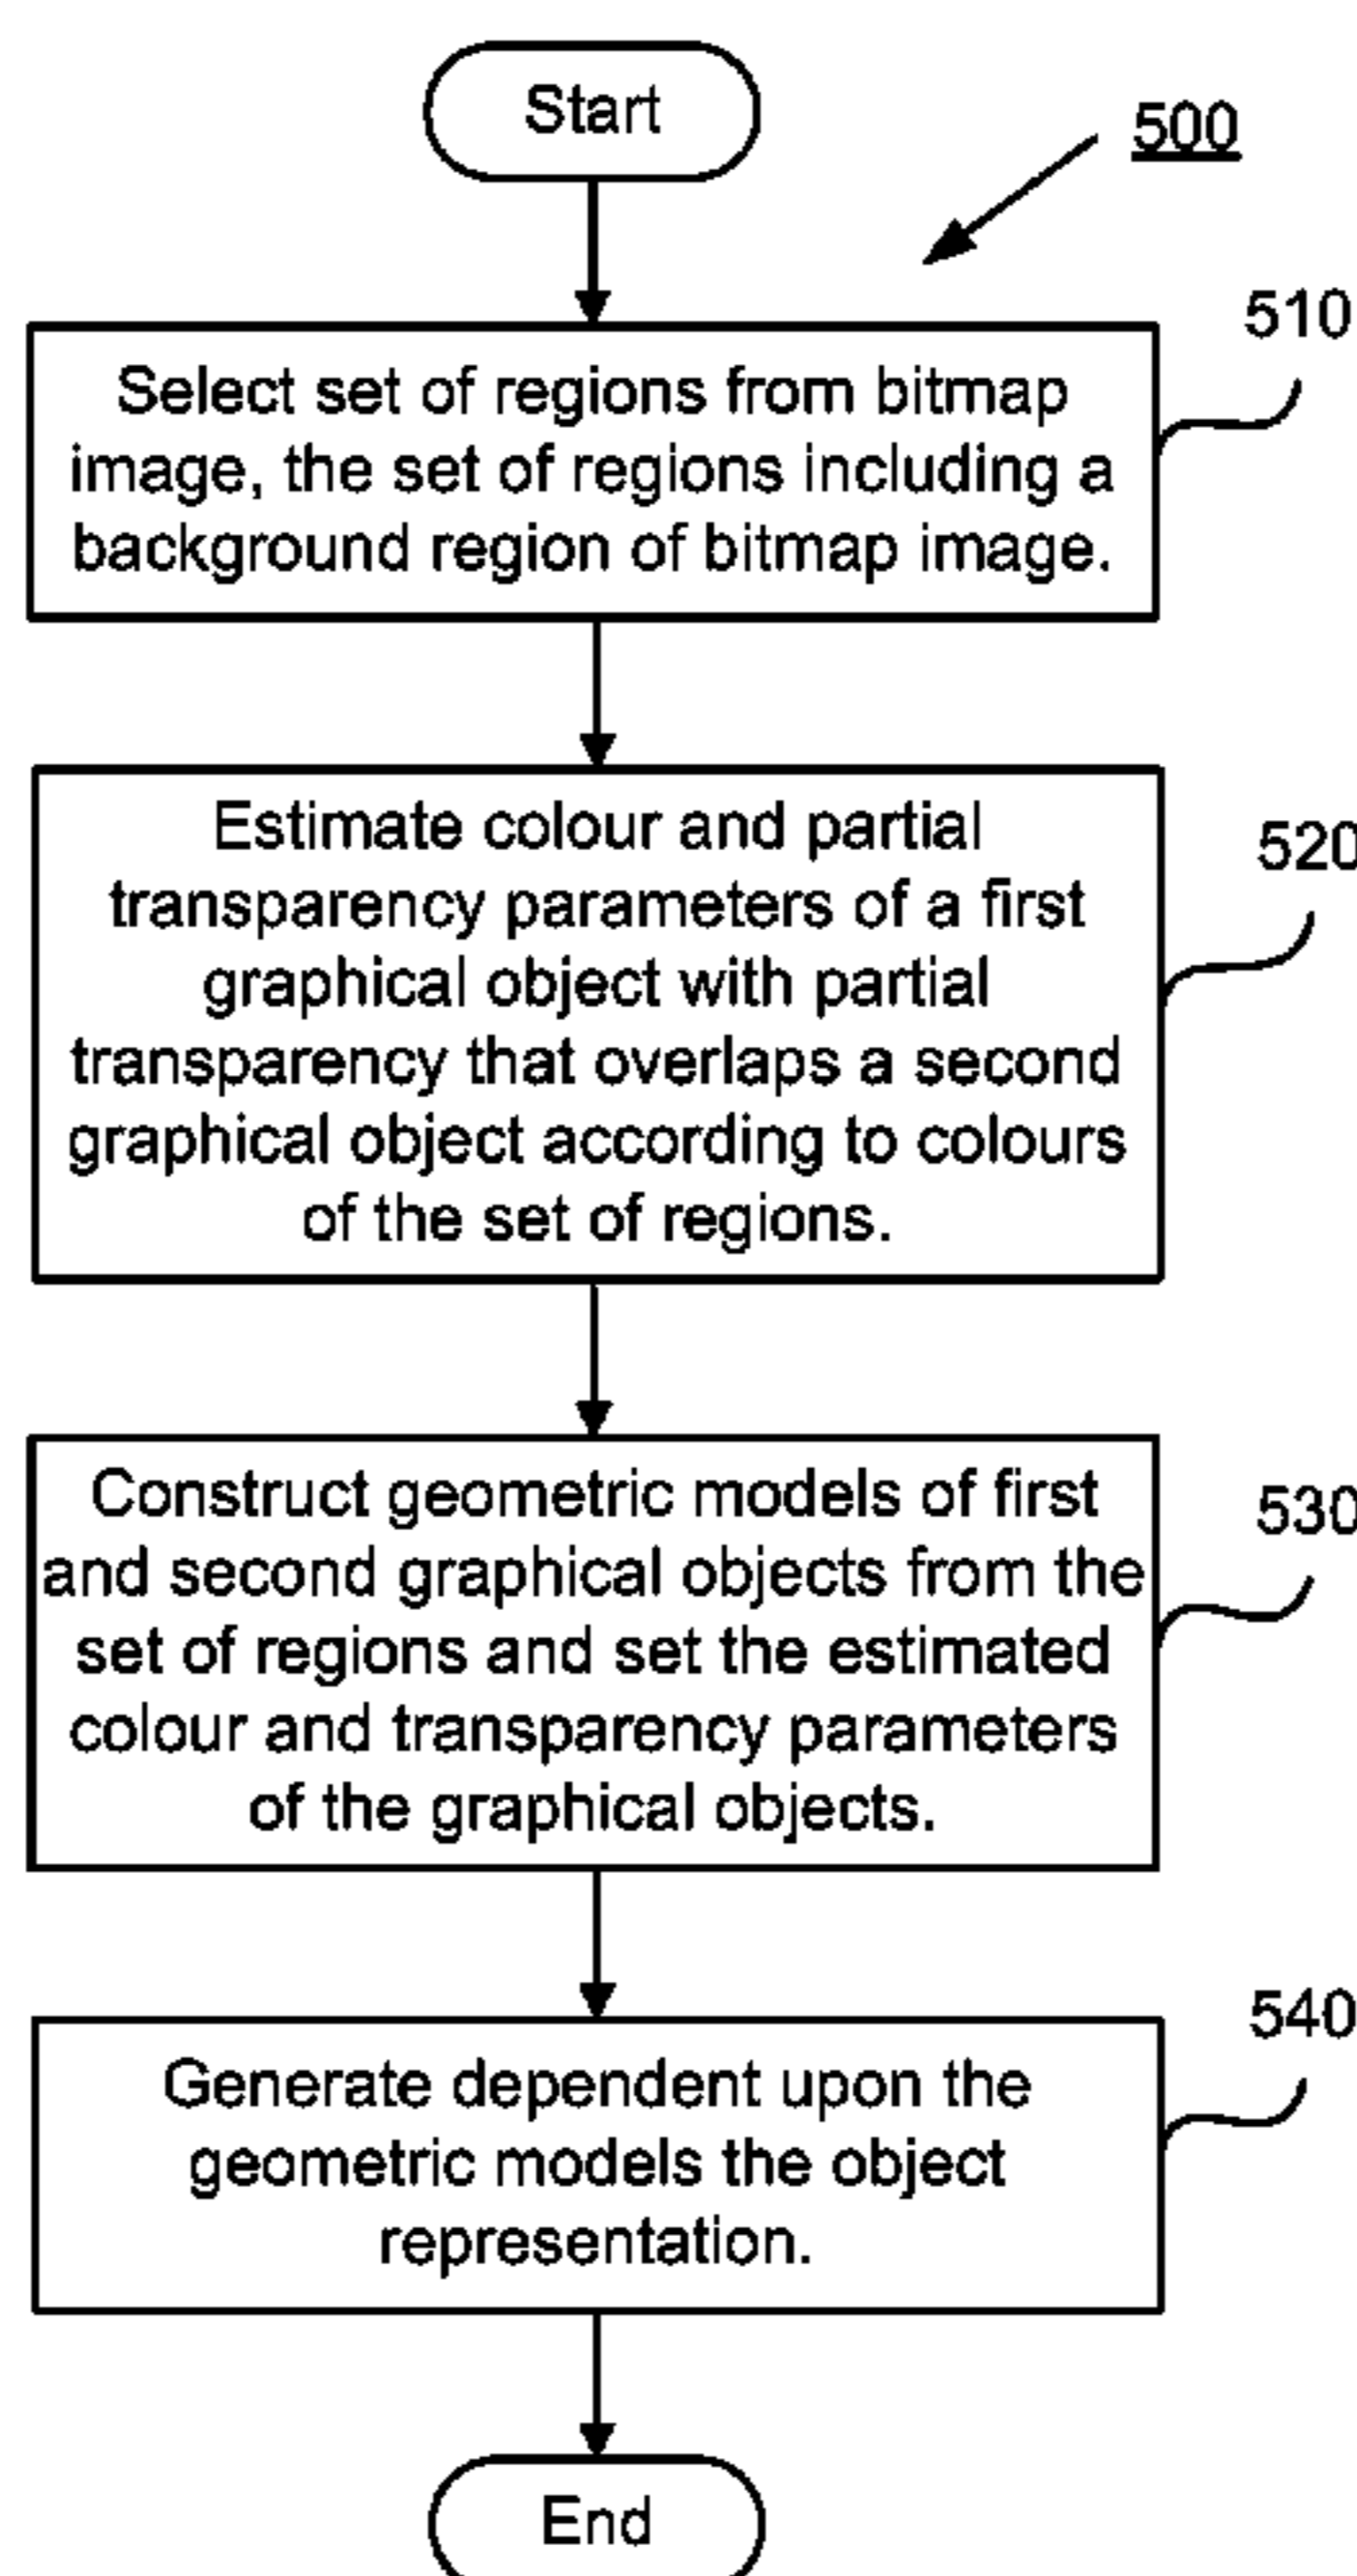 Start
500
510
Select set of regions from bitmap
image, the set of regions including a
background region of bitmap image.
520
Estimate colour and partial
transparency parameters of a first
graphical object with partial
transparency that overlaps a second
graphical object according to colours
of the set of regions.
530
Construct geometric models of first
and second graphical objects from the
set of regions and set the estimated
colour and transparency parameters
of the graphical objects.
540
Generate dependent upon the
geometric models the object
representation.
End